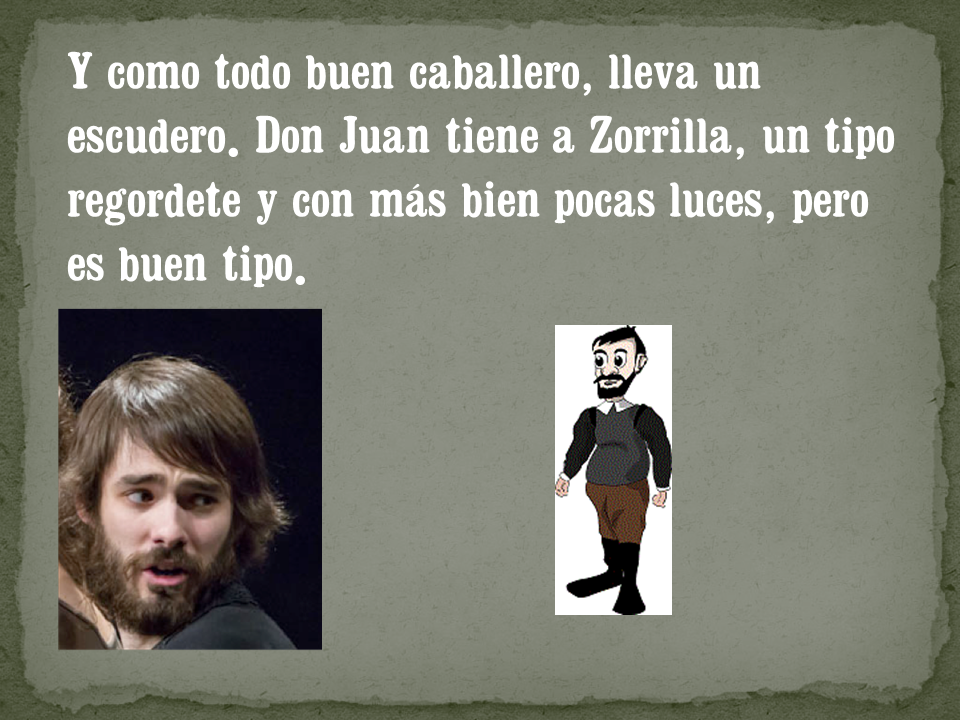 Y como todo buen caballero, lleva un
escudero. Don Juan tiene a Zorrilla, un tipo
regordete y con más bien pocas luces, pero
es buen tipo.